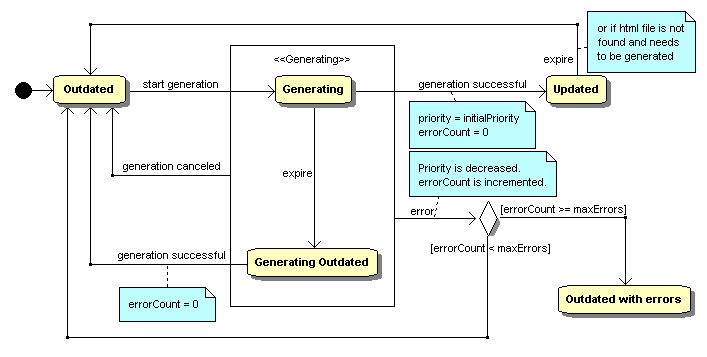 or if html file is not
found and needs
to be generated
<<Generating>>
expire
Outdated
start generation
Generating
generation successful
Updated
priority = initialPriority
errorCount = 0
generation canceled
expire
Priority is decreased.
errorCount is incremented.
error
[errorCount >= maxErrors]
[errorCount < maxErrors]
generation successful
Generating Outdated
errorCount = 0
Outdated with errors